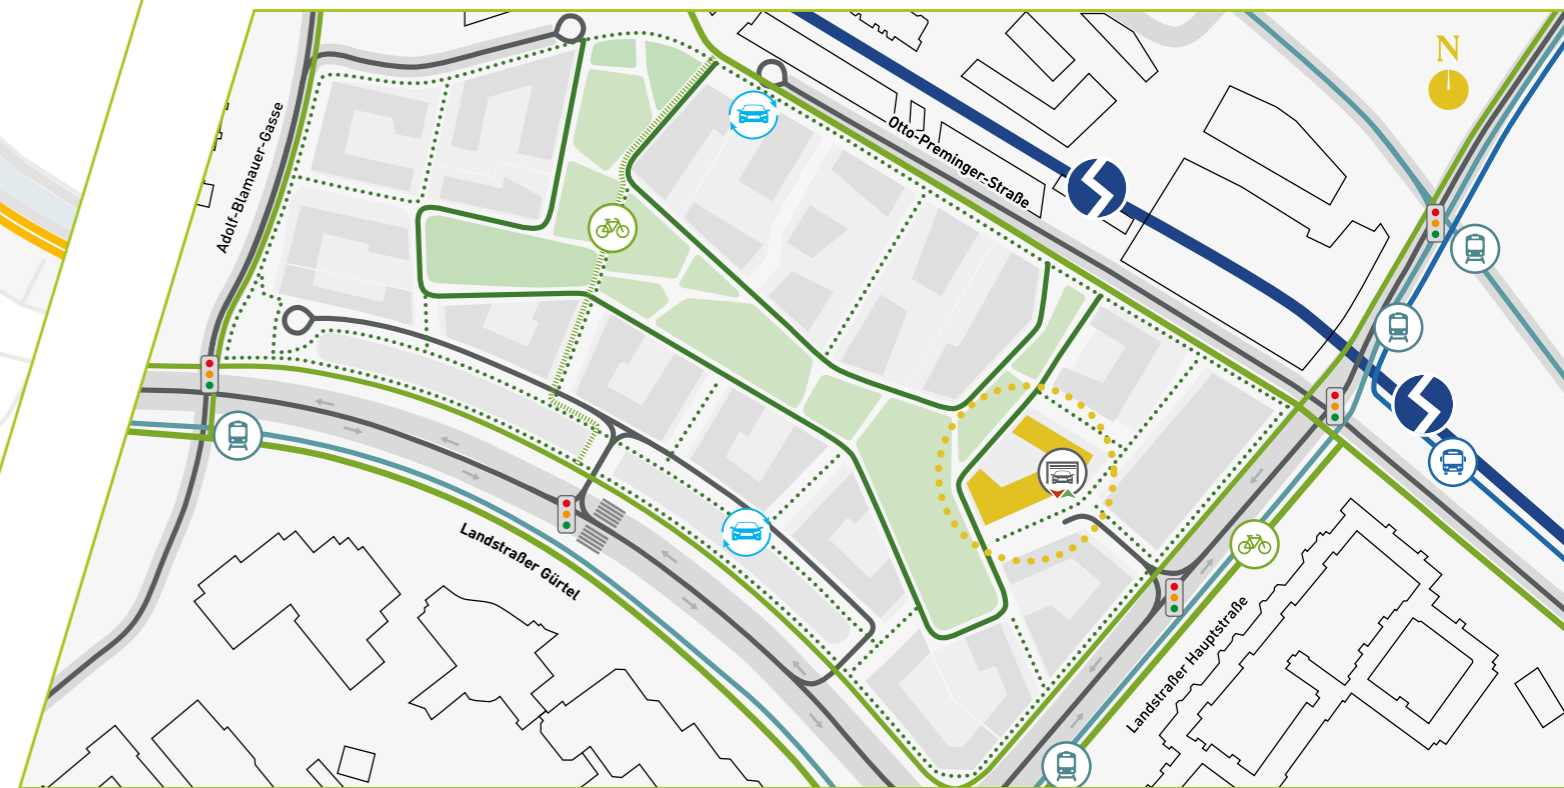 N
Otto-Preminger-Straße
Adolf-Blamauer-Gasse
Landstraßer Gürtel
Landstraßer Hauptstraße